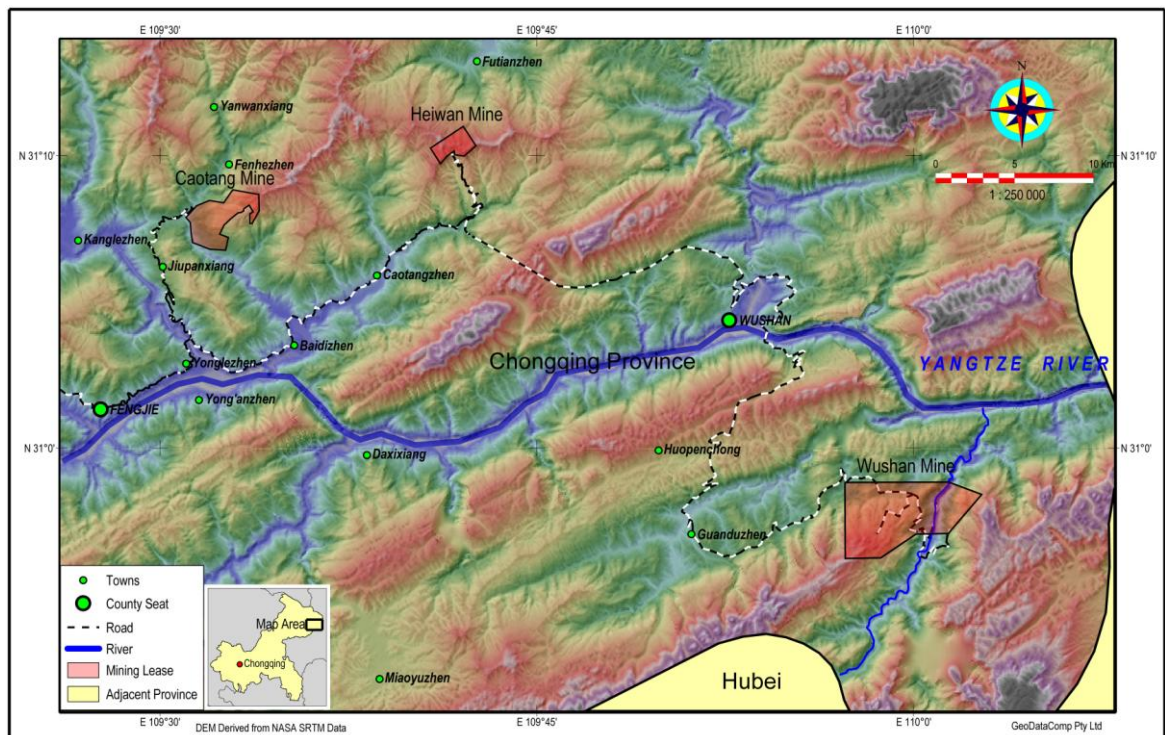 E 109°30'
E 109°45'
E 110°0'
Futianzhen
Yanwanxiang
Heiwan Mine
N
N 31°10'
N 31°10'
Fenhezhen
0 5 10 Km
Caotang Mine
1 : 250 000
Kanglezhen
Jiupanxiang
Caotangzhen
WUSHAN
Baidizhen
Chongqing Province
YANGTZE RIVER
Yonglezhen
Yong'anzhen
FENGJIE
N 31°0'
N 31°0'
Daxixiang
Huopenchong
Wushan Mine
Guanduzhen
Towns
County Seat
Road
River
Mining Lease
Adjacent Province
Map Area
Chongqing
Miaoyuzhen
Hubei
E 109°30'
E 109°45'
E 110°0'
DEM Derived from NASA SRTM Data
GeoDataComp Pty Ltd